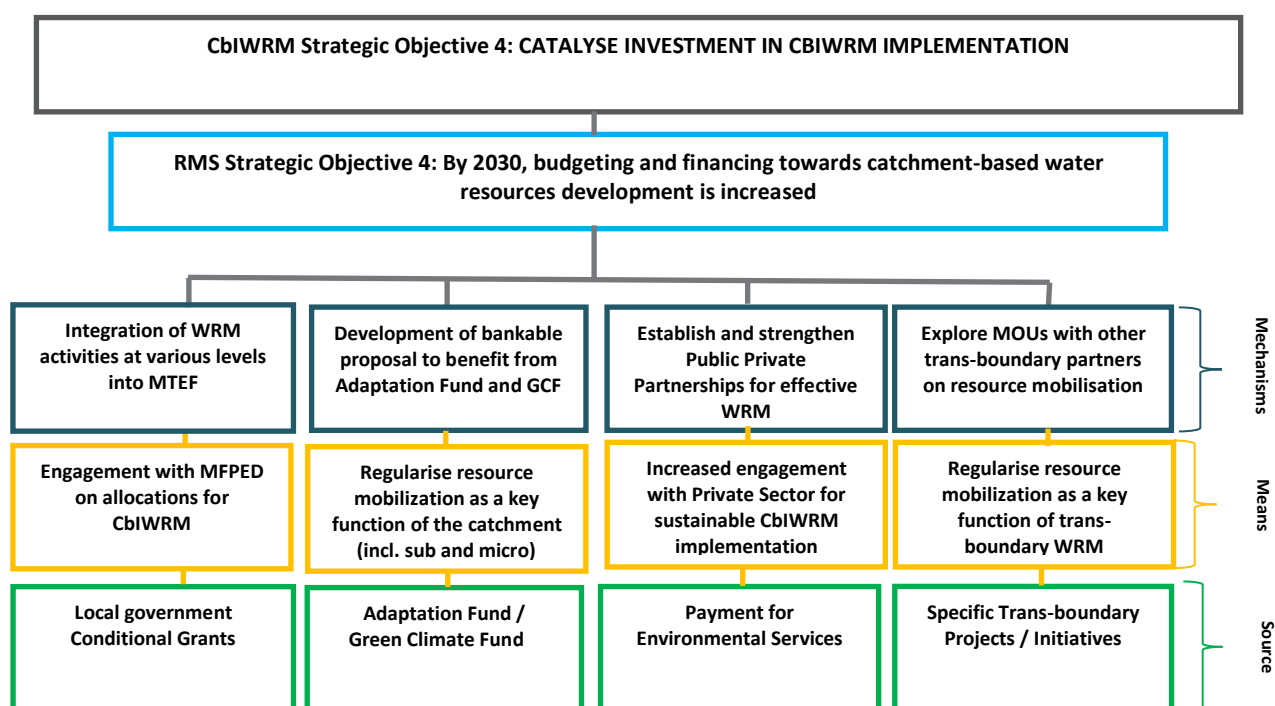 CbIWRM Strategic Objective 4: CATALYSE INVESTMENT IN CBIWRM IMPLEMENTATION
RMS Strategic Objective 4: By 2030, budgeting and financing towards catchment-based water
resources development is increased
Integration of WRM
activities at various levels
into MTEF
Development of bankable
proposal to benefit from
Adaptation Fund and GCF
Establish and strengthen
Public Private
Partnerships for effective
WRM
Explore MOUs with other
trans-boundary partners
on resource mobilisation
Mechanisms
Engagement with MFPED
on allocations for
CbIWRM
Regularise resource
mobilization as a key
function of the catchment
(incl. sub and micro)
Increased engagement
with Private Sector for
sustainable CbIWRM
implementation
Regularise resource
mobilization as a key
function of trans-
boundary WRM
Means
Local government
Conditional Grants
Adaptation Fund /
Green Climate Fund
Payment for
Environmental Services
Specific Trans-boundary
Projects / Initiatives
Source